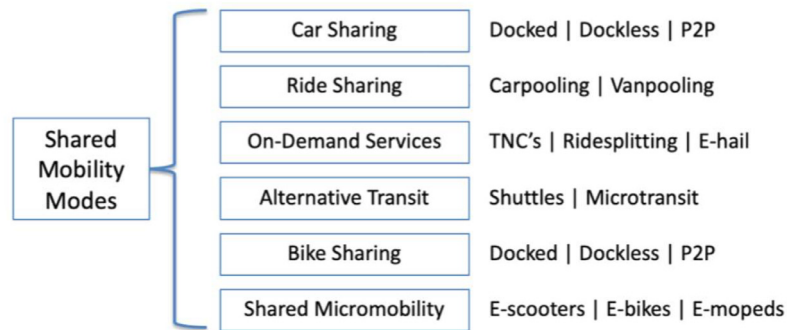 Shared
Mobility
Modes
Car Sharing Docked | Dockless | P2P
Ride Sharing Carpooling | Vanpooling
On-Demand Services TNC's | Ridesplitting | E-hail
Alternative Transit Shuttles | Microtransit
Bike Sharing Docked | Dockless | P2P
Shared Micromobility E-scooters | E-bikes | E-mopeds